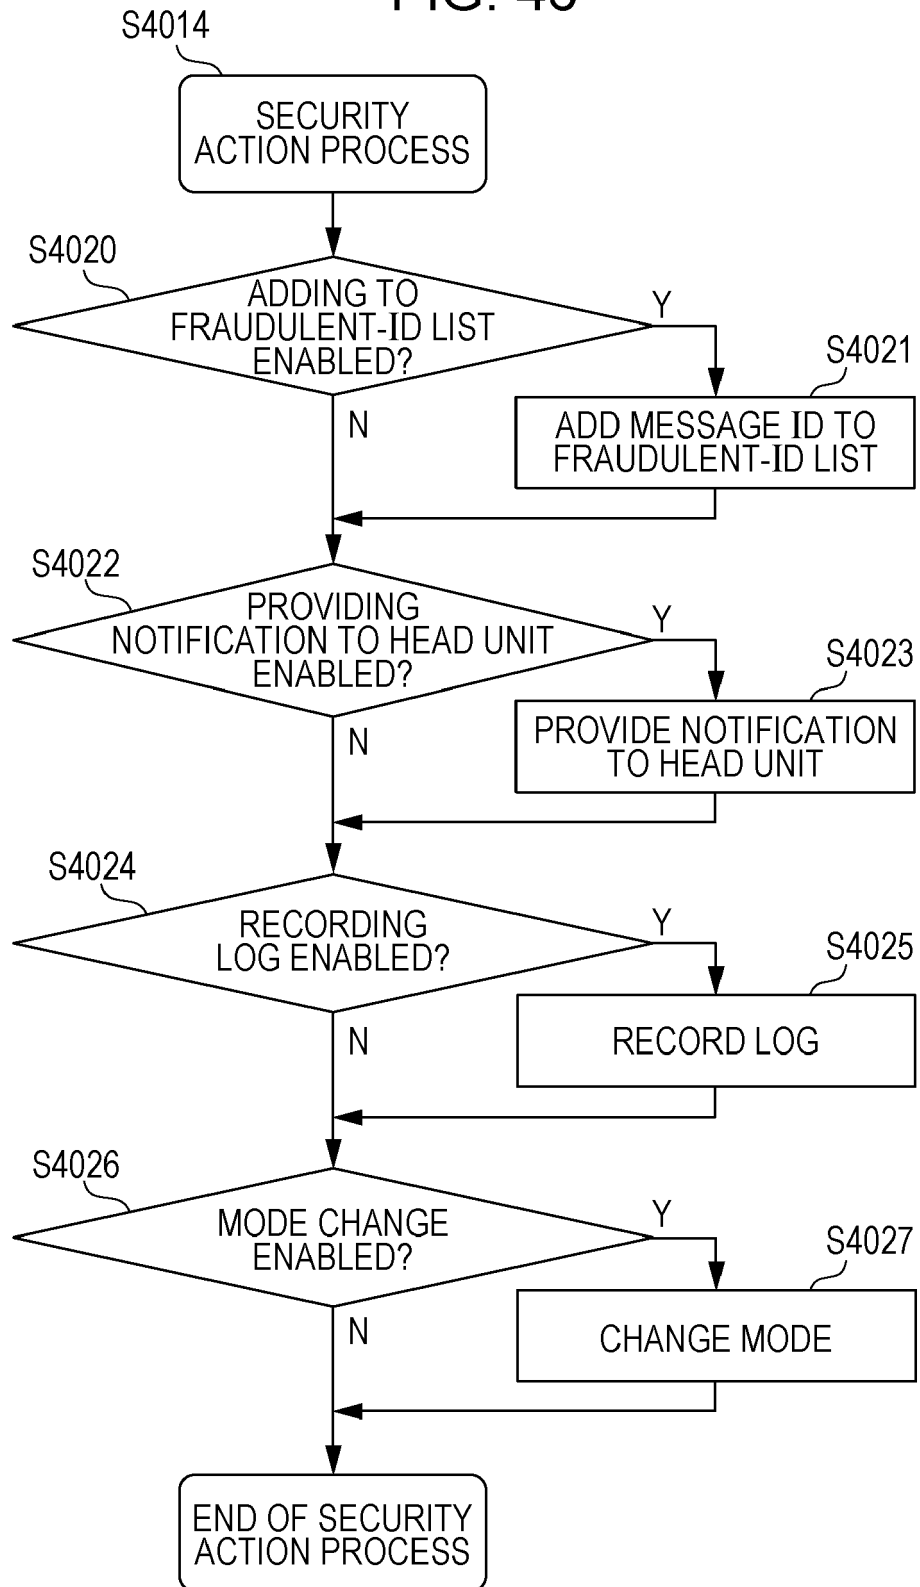 S4014
SECURITY
ACTION PROCESS
S4020
ADDING TO
FRAUDULENT-ID LIST
ENABLED?
Y
N
S4021
ADD MESSAGE ID TO
FRAUDULENT-ID LIST
S4022
PROVIDING
NOTIFICATION TO HEAD UNIT
ENABLED?
Y
N
S4023
PROVIDE NOTIFICATION
TO HEAD UNIT
S4024
RECORDING
LOG ENABLED?
Y
N
S4025
RECORD LOG
S4026
MODE CHANGE
ENABLED?
Y
N
S4027
CHANGE MODE
END OF SECURITY
ACTION PROCESS